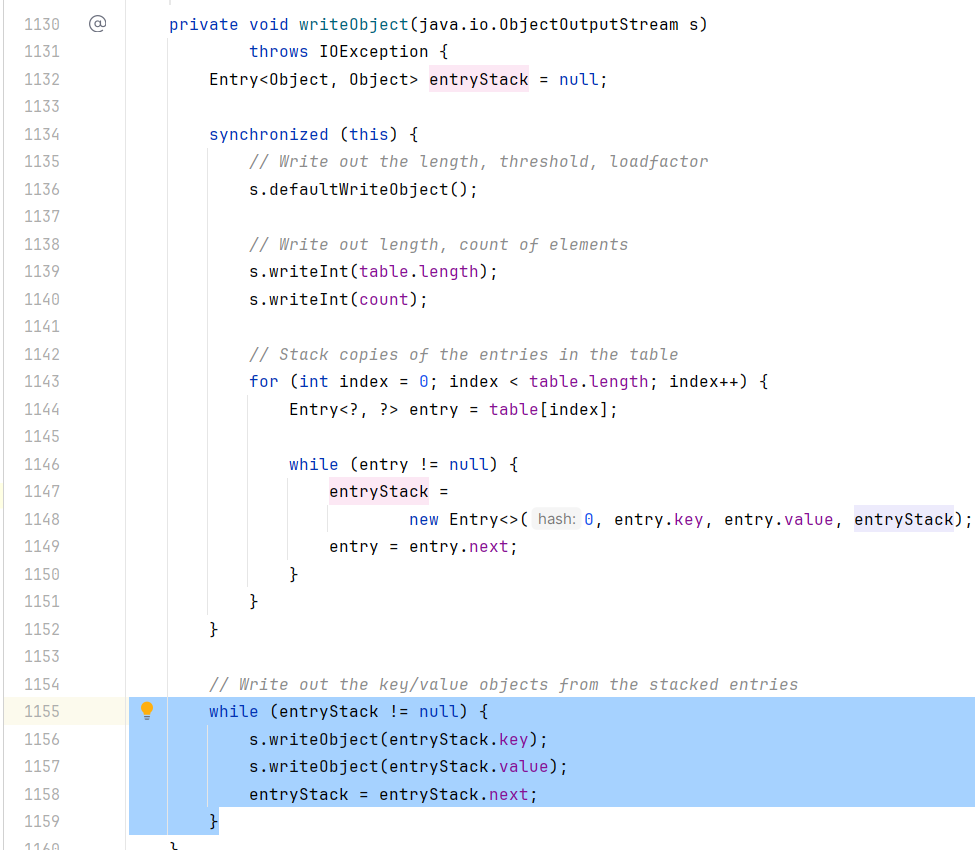 1130 @ private void writeObject(java.io.ObjectOutputStream s)
1131 throws IOException {
1132 Entry<Object, Object> entryStack = null;
1133
1134 synchronized (this) {
1135 // Write out the length, threshold, loadfactor
1136 s.defaultWriteObject();
1137
1138 // Write out length, count of elements
1139 s.writeInt(table.length);
1140 s.writeInt(count);
1141
1142 // Stack copies of the entries in the table
1143 for (int index = 0; index < table.length; index++) {
1144 Entry<?, ?> entry = table[index];
1145
1146 while (entry != null) {
1147 entryStack =
1148 new Entry<>( hash: 0, entry.key, entry.value, entryStack);
1149 entry = entry.next;
1150 }
1151 }
1152 }
1153
1154 // Write out the key/value objects from the stacked entries
1155 while (entryStack != null) {
1156 s.writeObject(entryStack.key);
1157 s.writeObject(entryStack.value);
1158 entryStack = entryStack.next;
1159 }
1160 }